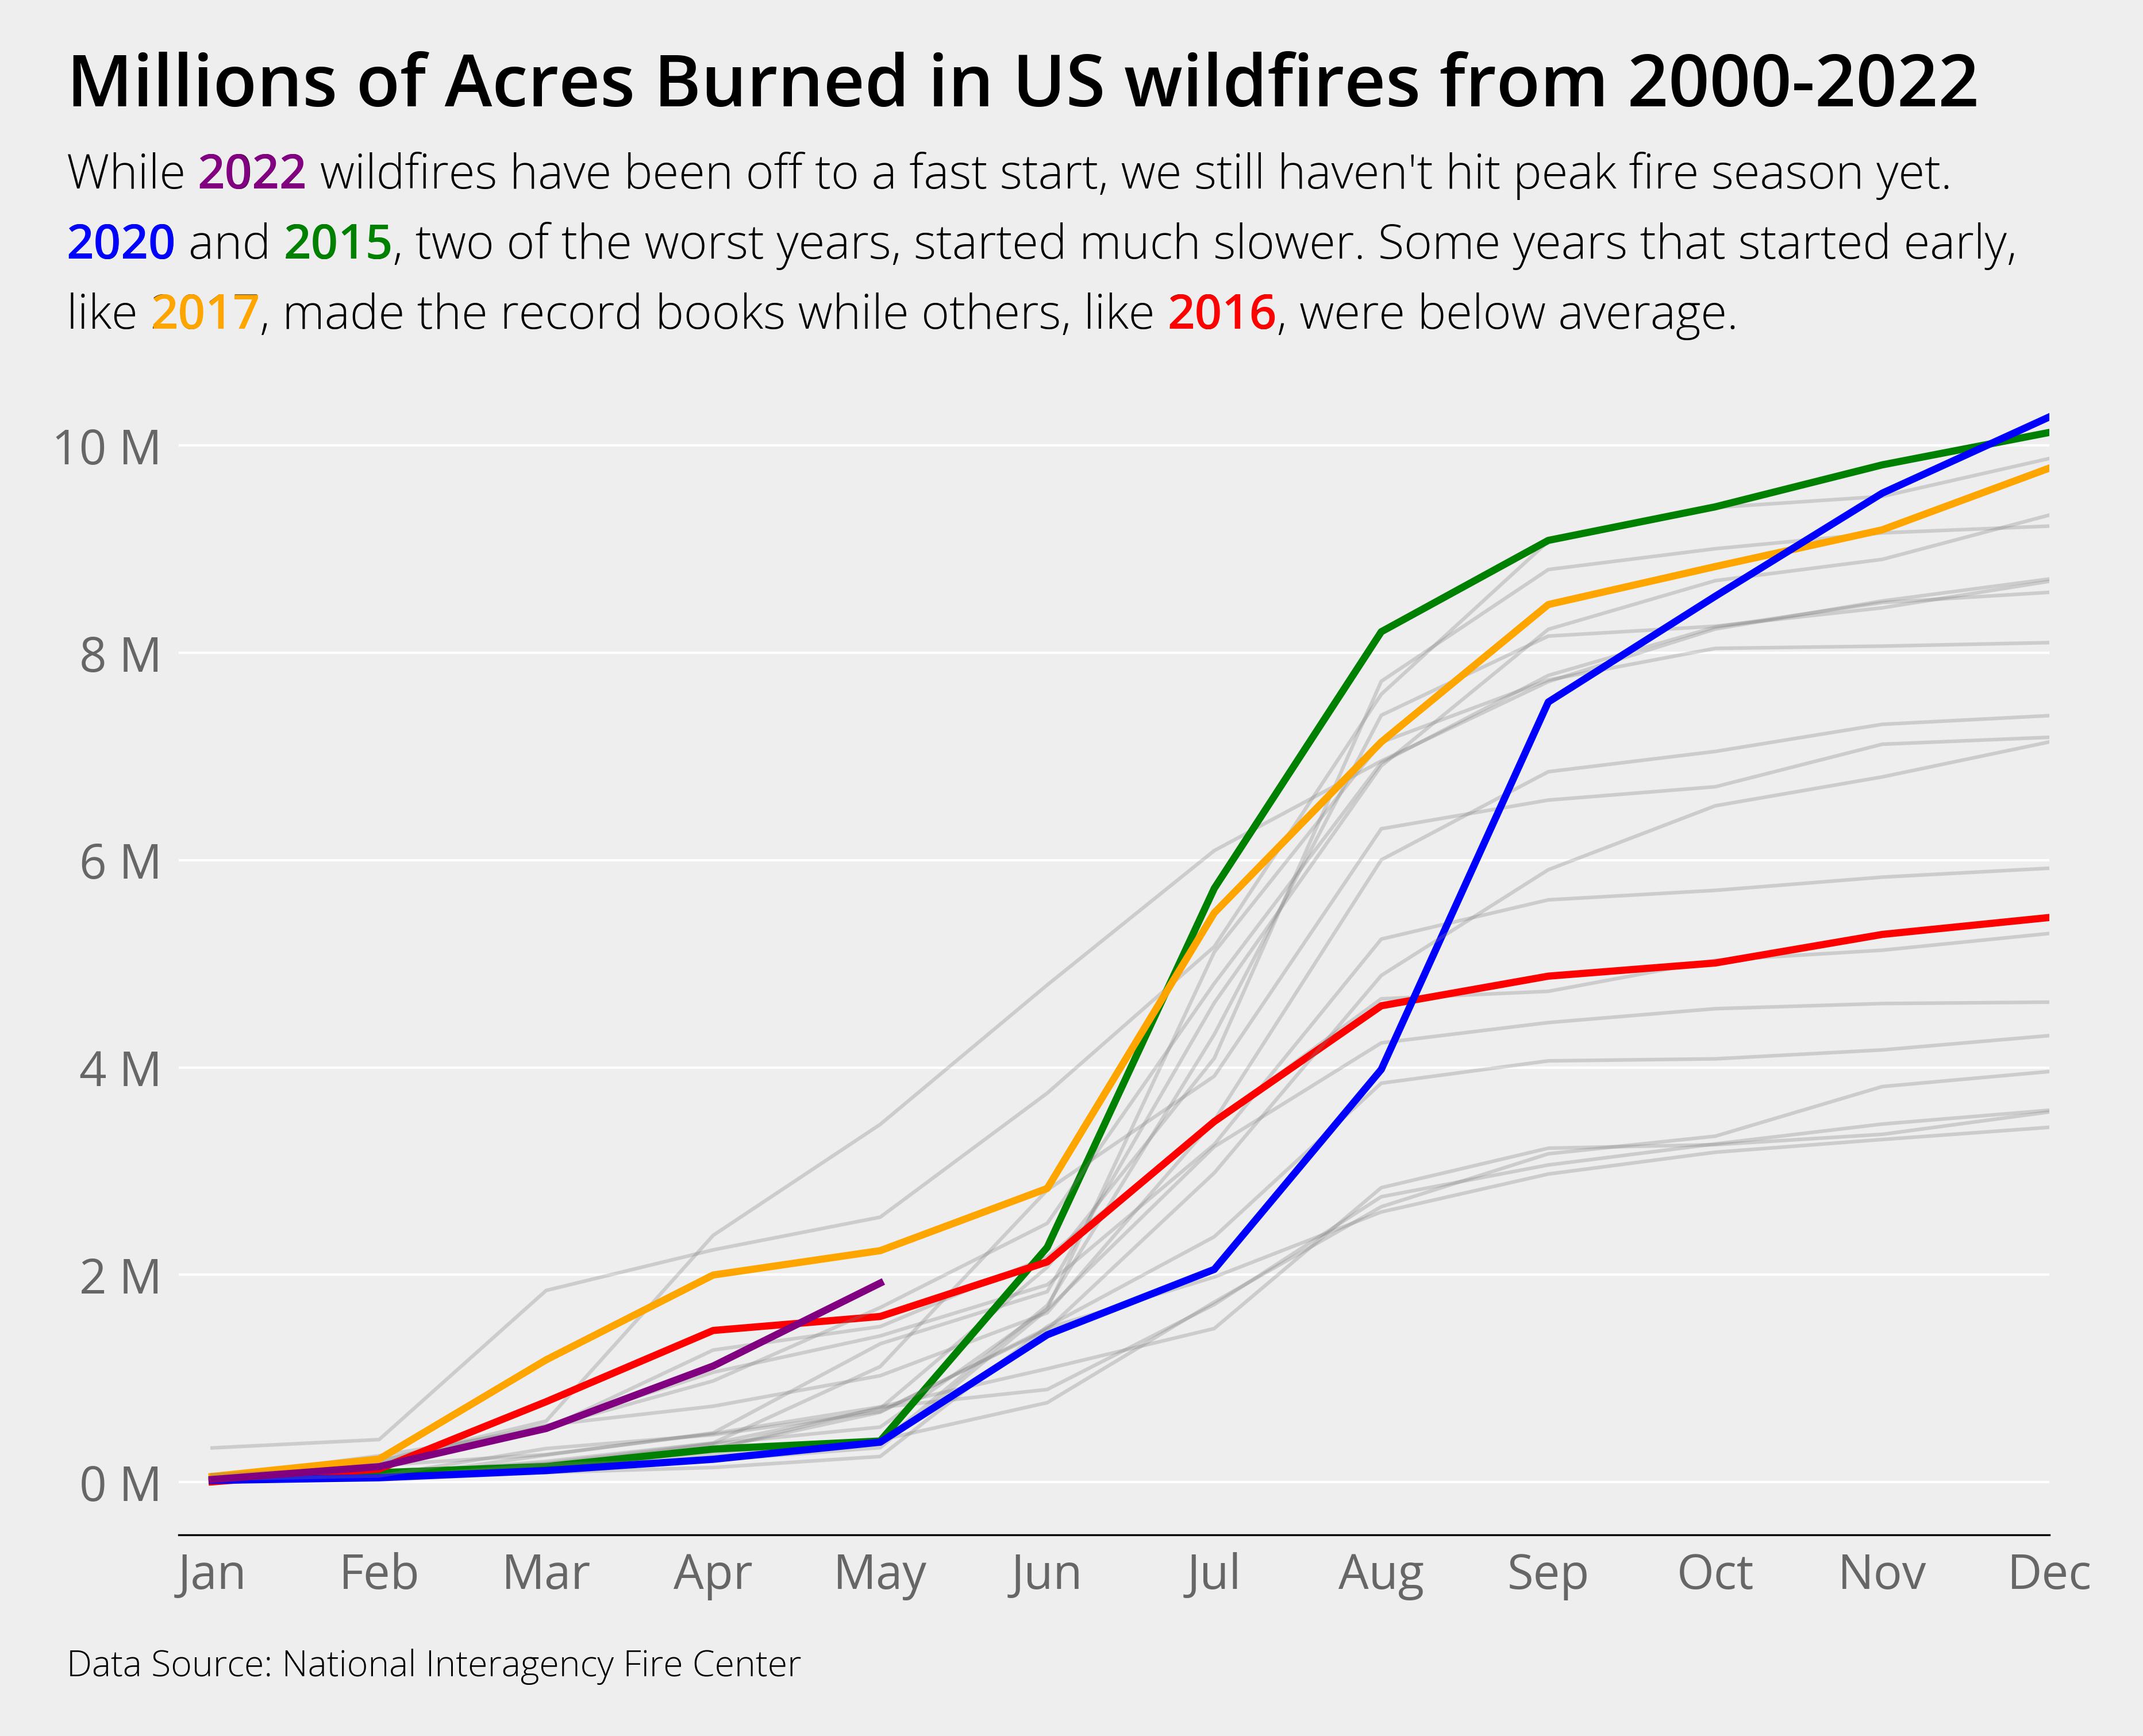 Millions of Acres Burned in US wildfires from 2000-2022
While 2022 wildfires have been off to a fast start, we still haven't hit peak fire season yet.
2020 and 2015, two of the worst years, started much slower. Some years that started early,
like 2017, made the record books while others, like 2016, were below average.
10 M
8 M
6 M
4 M
2 M
0 M
Jan Feb Mar Apr May Jun Jul Aug Sep Oct Nov Dec
Data Source: National Interagency Fire Center